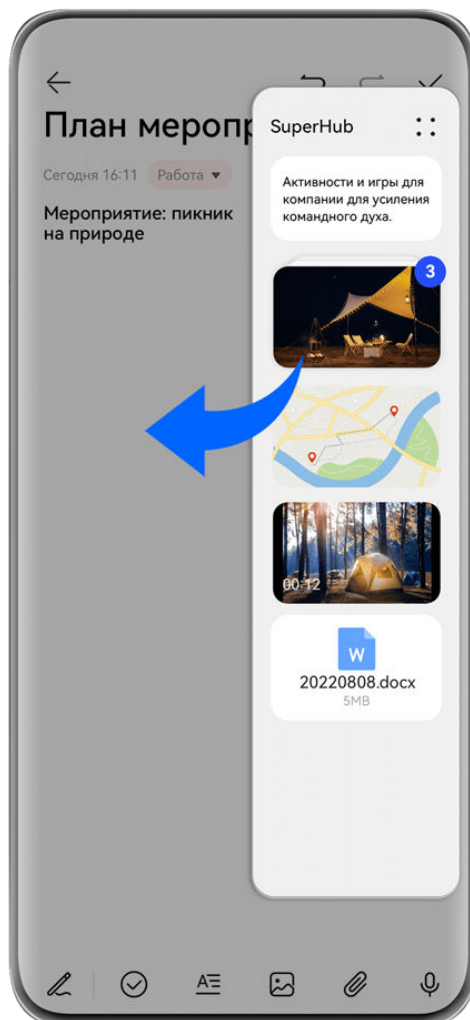 План меропр
Сегодня 16:11 Работа
Мероприятие: пикник
на природе
SuperHub
Активности и игры для
компании для усиления
командного духа.
3
00:12
W
20220808.docx
5MB